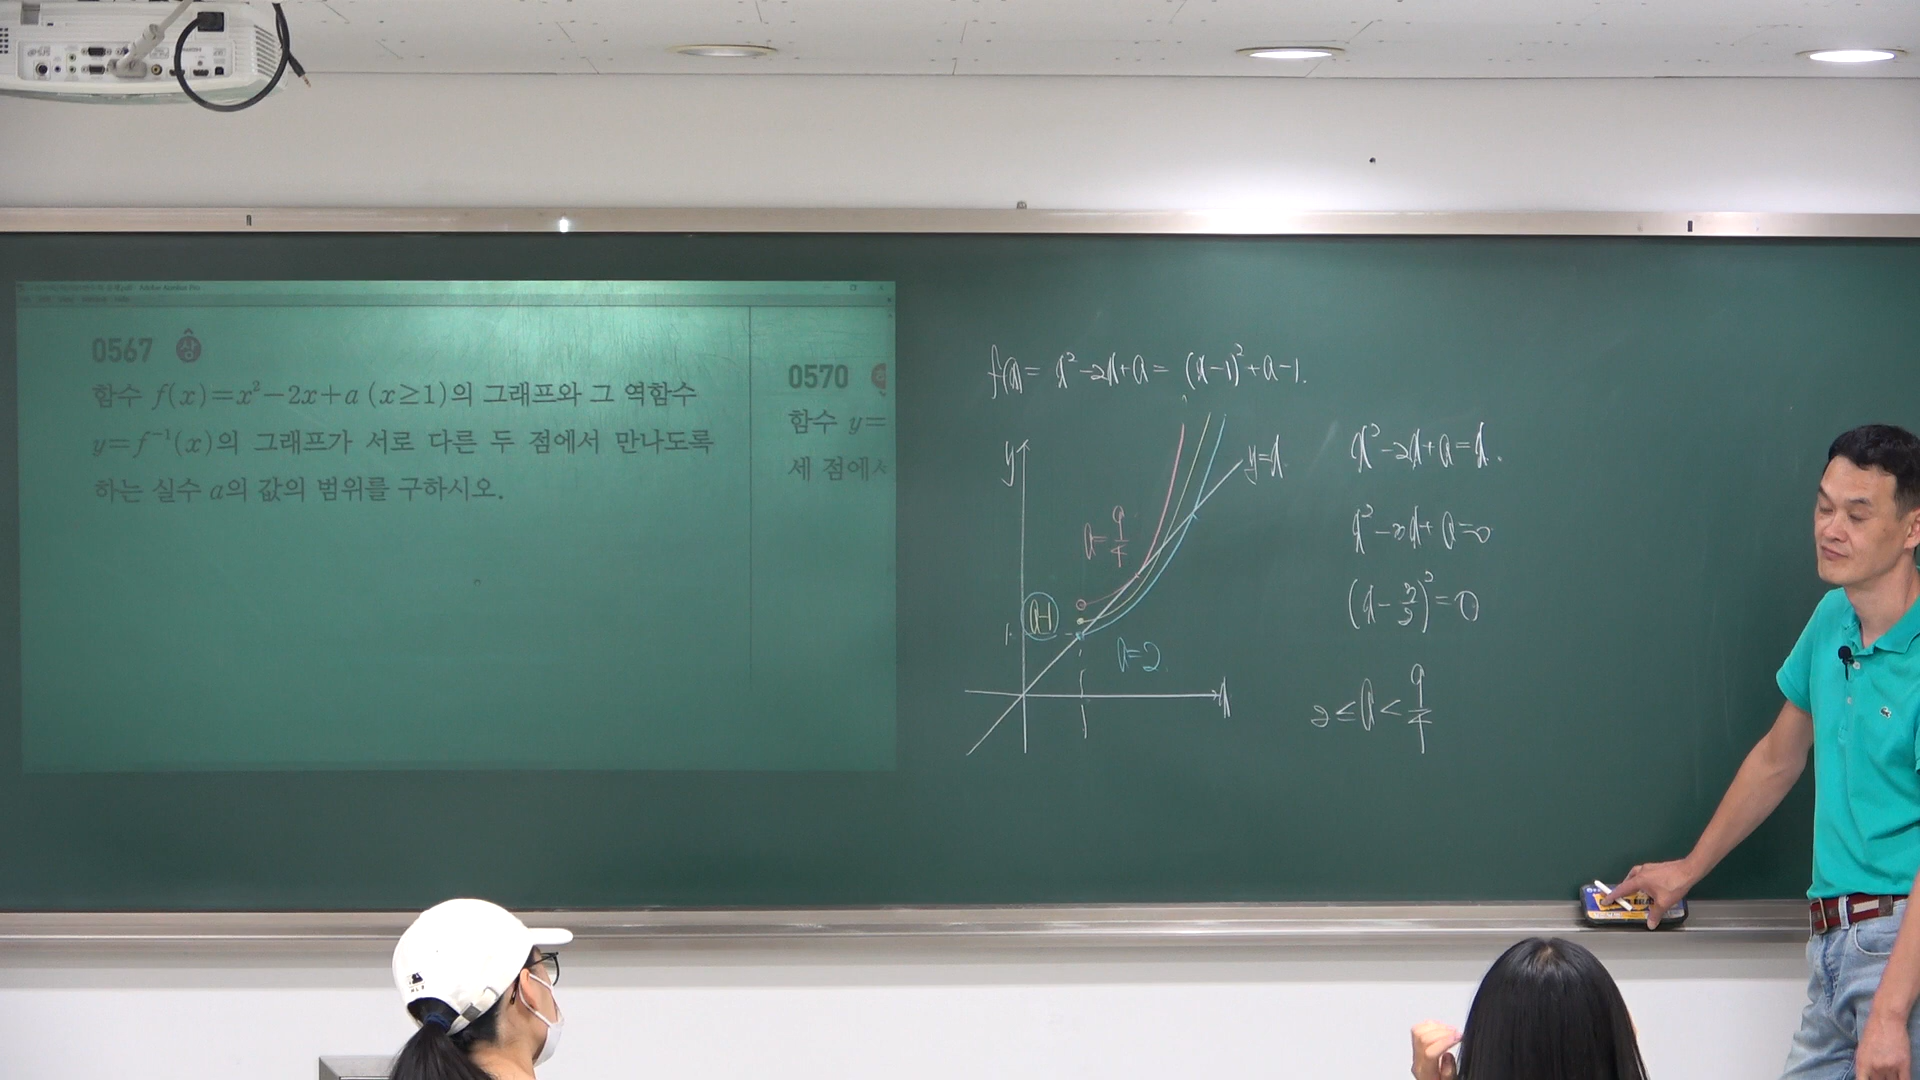 0567 상
함수 f(x)=x²-2x+a (x≥1)의 그래프와 그 역함수
y=f⁻¹(x)의 그래프가 서로 다른 두 점에서 만나도록
하는 실수 a의 값의 범위를 구하시오.
0570
함수 y=
세 점에서
f(x)= x²-2x+a = (x-1)²+a-1.
y
y=x
a=9/4
a-1
1
a=2
x
1
x²-2x+a=x.
x²-3x+a=0
(x-3/2)²=0
2≤a<9/4